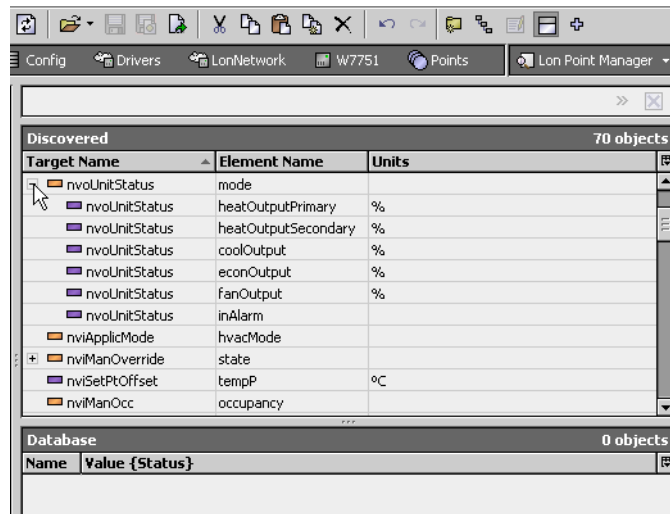 Config Drivers LonNetwork W7751 Points Lon Point Manager
Discovered 70 objects
Target Name Element Name Units
nvoUnitStatus mode
nvoUnitStatus heatOutputPrimary %
nvoUnitStatus heatOutputSecondary %
nvoUnitStatus coolOutput %
nvoUnitStatus econOutput %
nvoUnitStatus fanOutput %
nvoUnitStatus inAlarm
nviApplicMode hvacMode
nviManOverride state
nviSetPtOffset tempP ºC
nviManOcc occupancy
Database 0 objects
Name Value {Status}